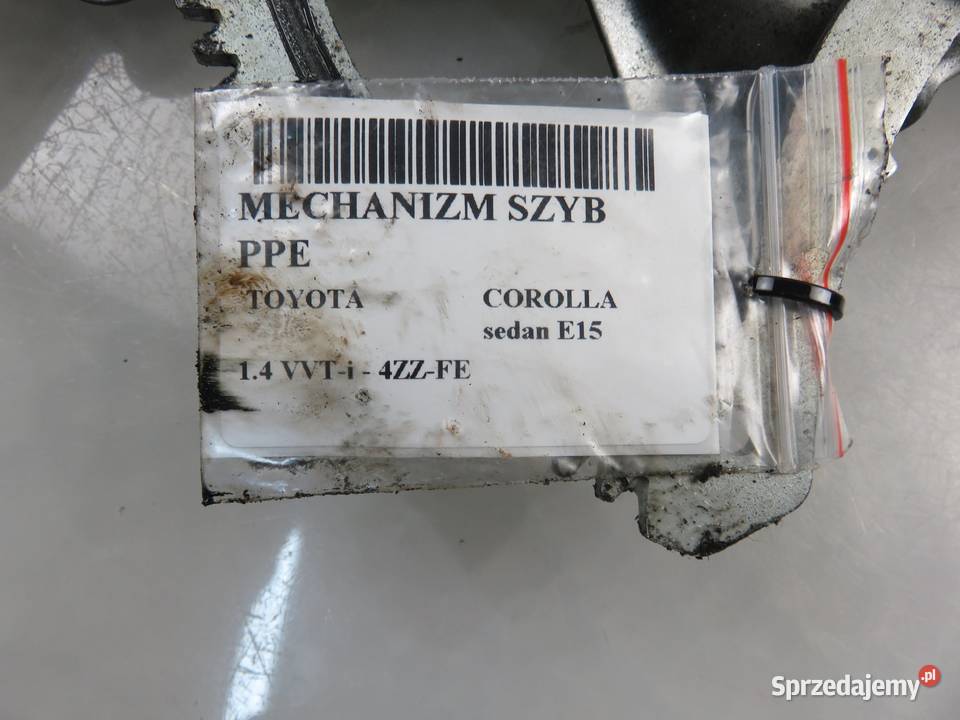 MECHANIZM SZYB
PPE
TOYOTA COROLLA
sedan E15
1.4 VVT-i - 4ZZ-FE
Sprzedajemy.pl